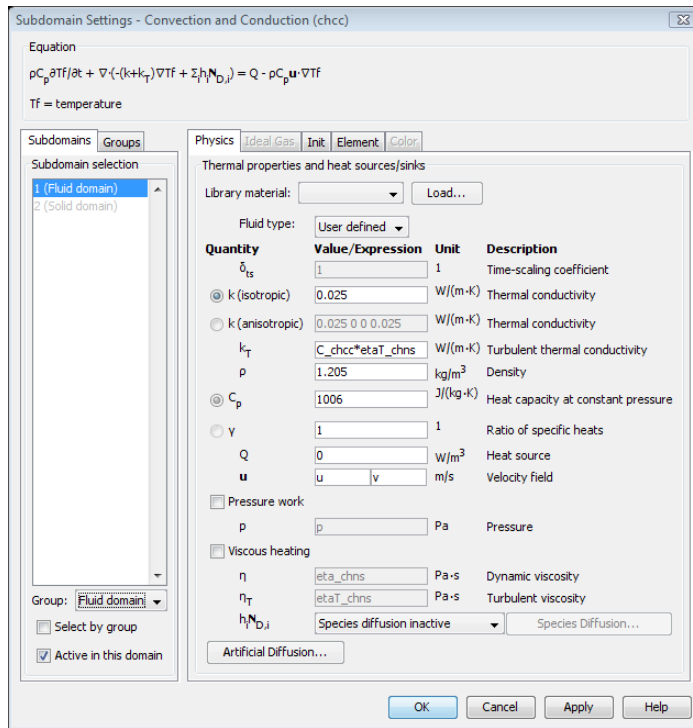 Subdomain Settings - Convection and Conduction (chcc)
Equation
ρCp∂Tf/∂t + ∇·(-(k+kT)∇Tf + ΣihiND,i) = Q - ρCpu·∇Tf
Tf = temperature
Subdomains Groups
Subdomain selection
1 (Fluid domain)
2 (Solid domain)
Group: Fluid domain
Select by group
Active in this domain
Physics Ideal Gas Init Element Color
Thermal properties and heat sources/sinks
Library material: Load...
Fluid type: User defined
Quantity Value/Expression Unit Description
δts 1 1 Time-scaling coefficient
k (isotropic) 0.025 W/(m·K) Thermal conductivity
k (anisotropic) 0.025 0 0 0.025 W/(m·K) Thermal conductivity
kT C_chcc*etaT_chns W/(m·K) Turbulent thermal conductivity
ρ 1.205 kg/m³ Density
Cp 1006 J/(kg·K) Heat capacity at constant pressure
γ 1 1 Ratio of specific heats
Q 0 W/m³ Heat source
u u v m/s Velocity field
Pressure work
p p Pa Pressure
Viscous heating
η eta_chns Pa·s Dynamic viscosity
ηT etaT_chns Pa·s Turbulent viscosity
hiND,i Species diffusion inactive Species Diffusion...
Artificial Diffusion...
OK Cancel Apply Help